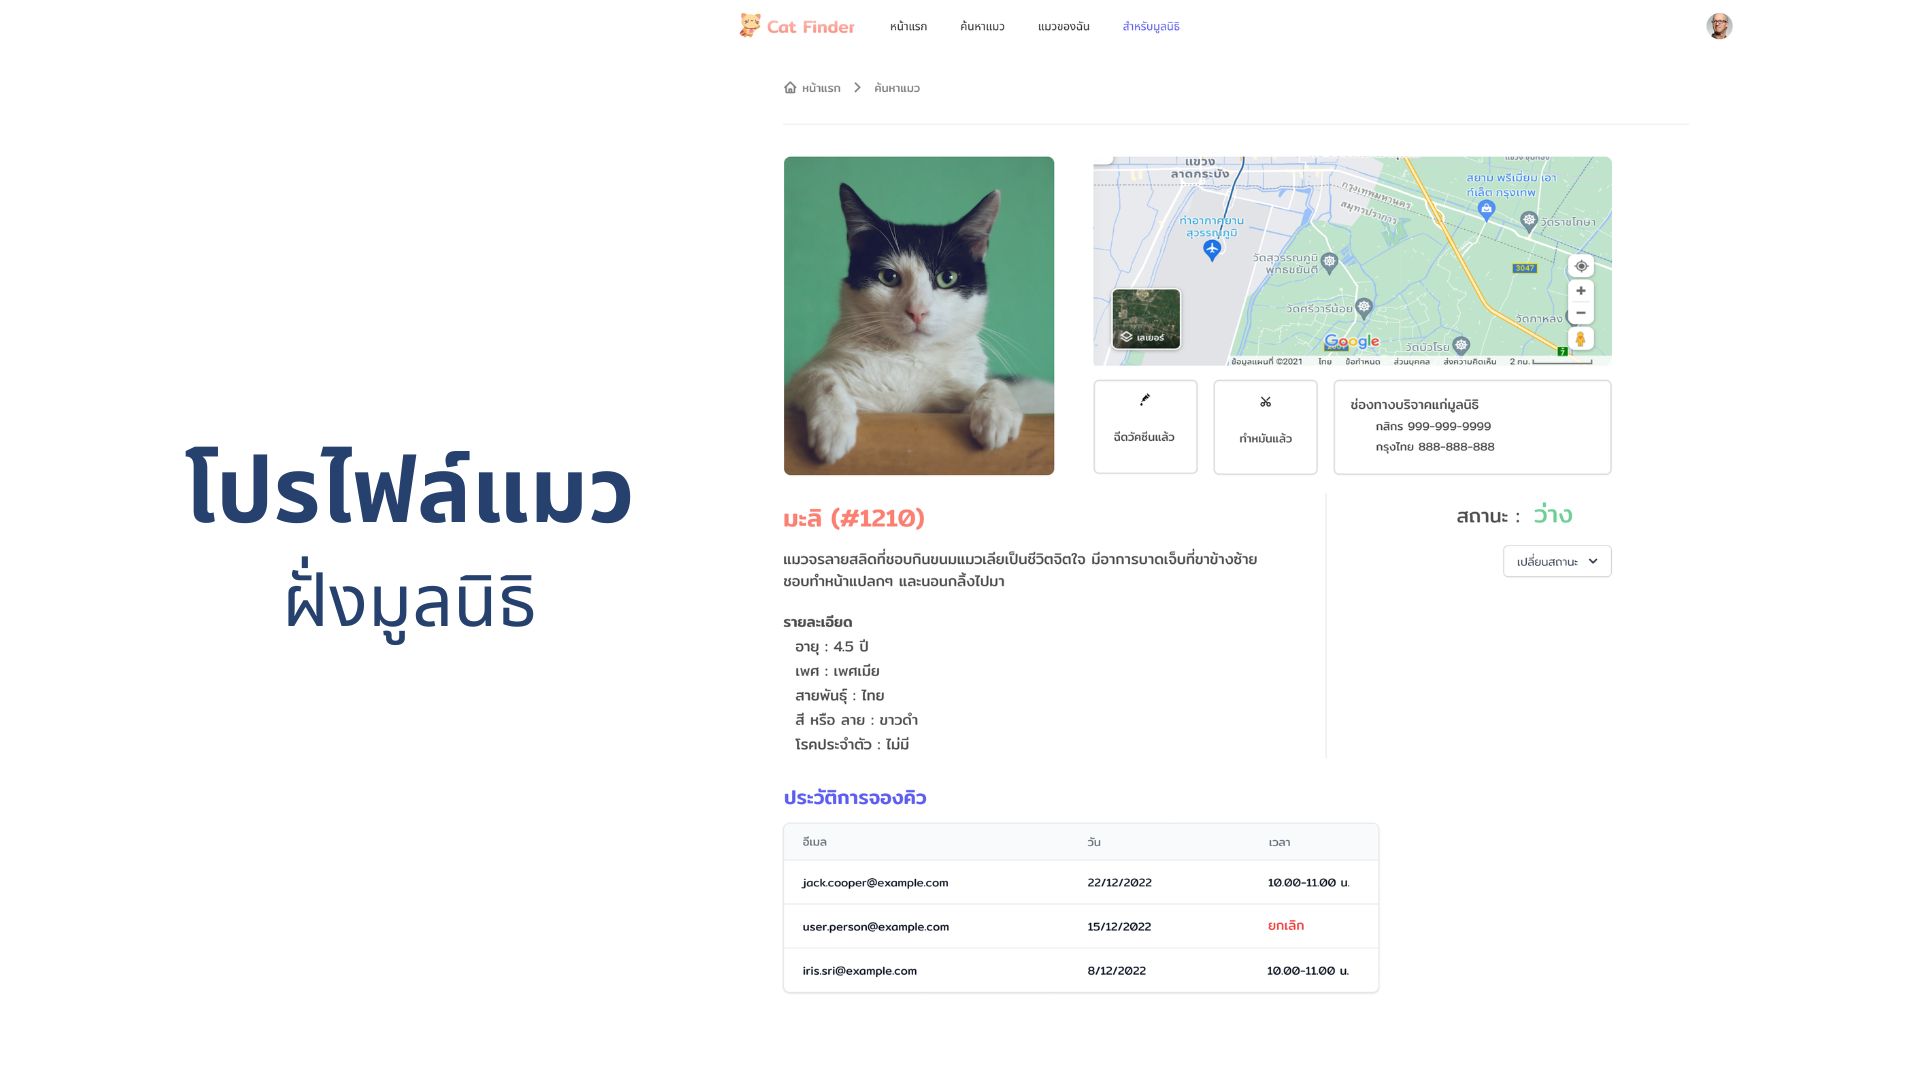 โปรไฟล์แมว
ฝั่งมูลนิธิ
Cat Finder
หน้าแรก
ค้นหาแมว
แมวของฉัน
สำหรับมูลนิธิ
หน้าแรก
ค้นหาแมว
แขวง
ลาดกระบัง
ท่าอากาศยาน
สุวรรณภูมิ
กรุงเทพมหานคร
สมุทรปราการ
สยาม พรีเมี่ยม เอา
ท์เล็ต กรุงเทพ
วัดราชโกษา
วัดสุวรรณภูมิ
พุทธชยันตี
3047
วัดศรีวารีน้อย
วัดกาหลง
วัดบัวโรย
เลเยอร์
Google
7
ข้อมูลแผนที่ ©2021
ไทย
ข้อกำหนด
ส่วนบุคคล
ส่งความคิดเห็น
2 กม.
ฉีดวัคซีนแล้ว
ทำหมันแล้ว
ช่องทางบริจาคแก่มูลนิธิ
กสิกร 999-999-9999
กรุงไทย 888-888-888
มะลิ (#1210)
แมวจรลายสลิดที่ชอบกินขนมแมวเลียเป็นชีวิตจิตใจ มีอาการบาดเจ็บที่ขาข้างซ้าย
ชอบทำหน้าแปลกๆ และนอนกลิ้งไปมา
สถานะ : ว่าง
เปลี่ยนสถานะ
รายละเอียด
อายุ : 4.5 ปี
เพศ : เพศเมีย
สายพันธุ์ : ไทย
สี หรือ ลาย : ขาวดำ
โรคประจำตัว : ไม่มี
ประวัติการจองคิว
อีเมล วัน เวลา
jack.cooper@example.com 22/12/2022 10.00-11.00 น.
user.person@example.com 15/12/2022 ยกเลิก
iris.sri@example.com 8/12/2022 10.00-11.00 น.